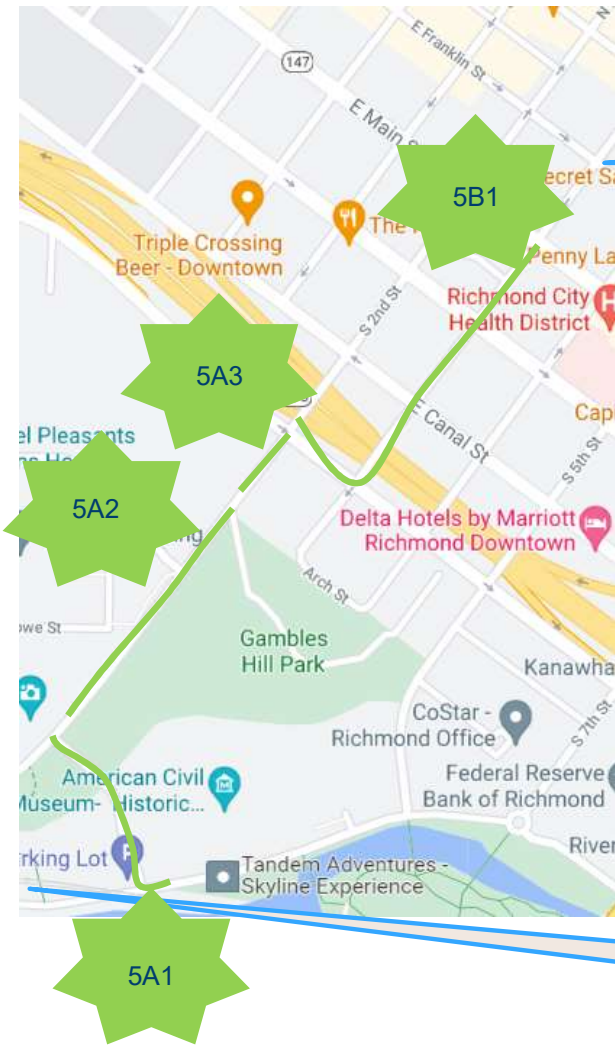 E Franklin St
147
E Main S
5B1
ecret Sa
Triple Crossing
Beer - Downtown
The
Penny La
Richmond City
Health District
S 2nd St
5A3
E Canal St
Cap
el Pleasants
S 5th St
5A2
ng
Delta Hotels by Marriott
Richmond Downtown
Arch St
owe St
Gambles
Hill Park
Kanawha
CoStar -
Richmond Office
S 7th St
American Civil
Museum- Historic...
Federal Reserve
Bank of Richmond
River
rking Lot
P
Tandem Adventures -
Skyline Experience
5A1